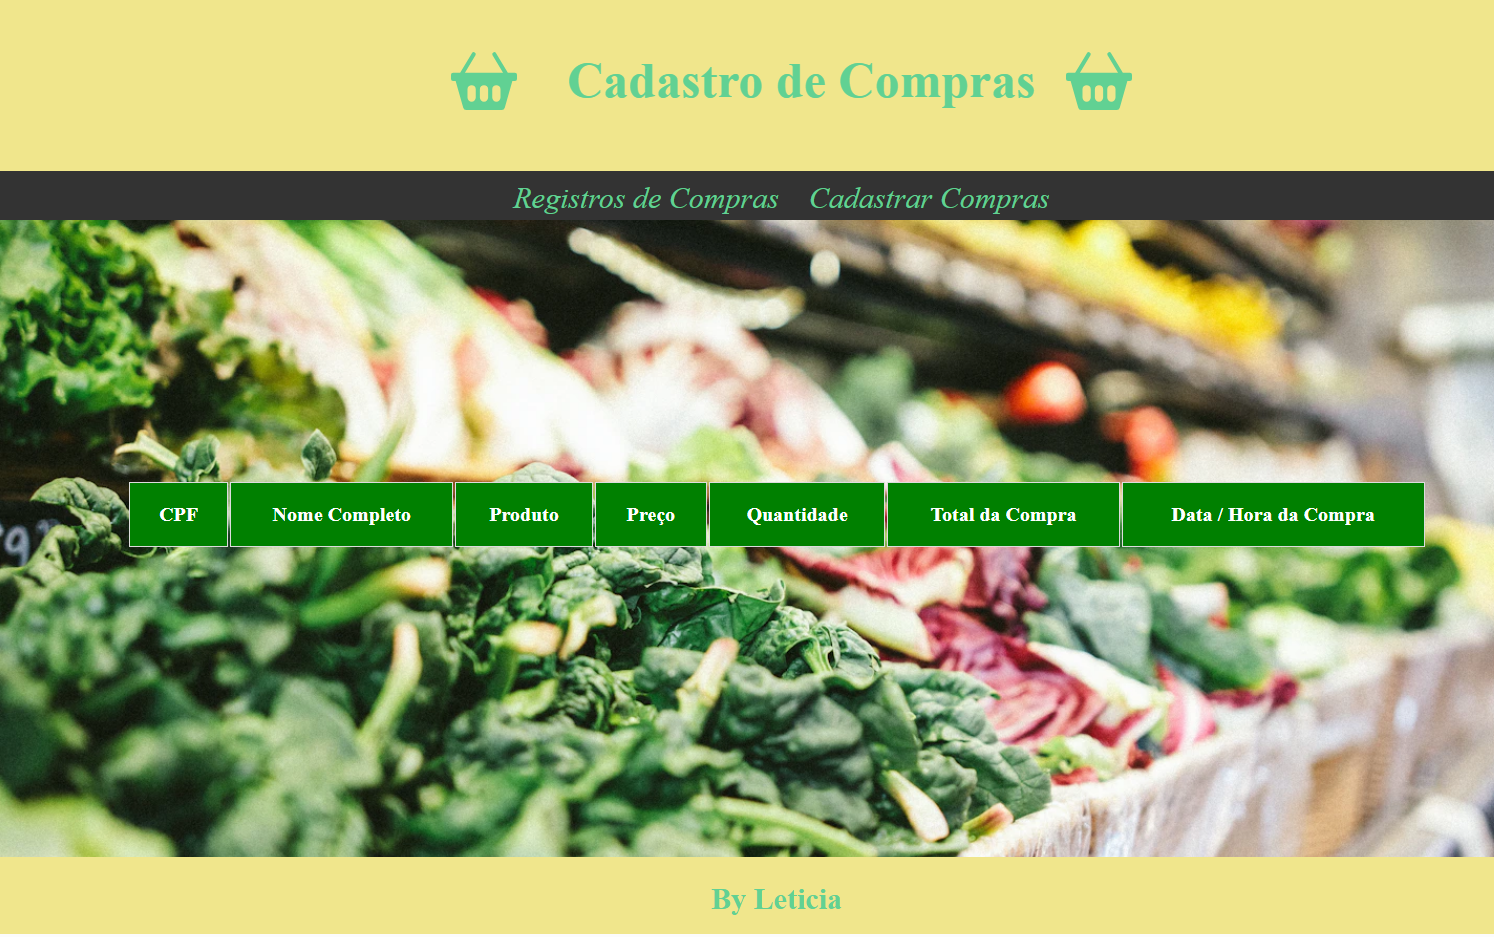 Cadastro de Compras
Registros de Compras Cadastrar Compras
CPF Nome Completo Produto Preço Quantidade Total da Compra Data / Hora da Compra
By Leticia